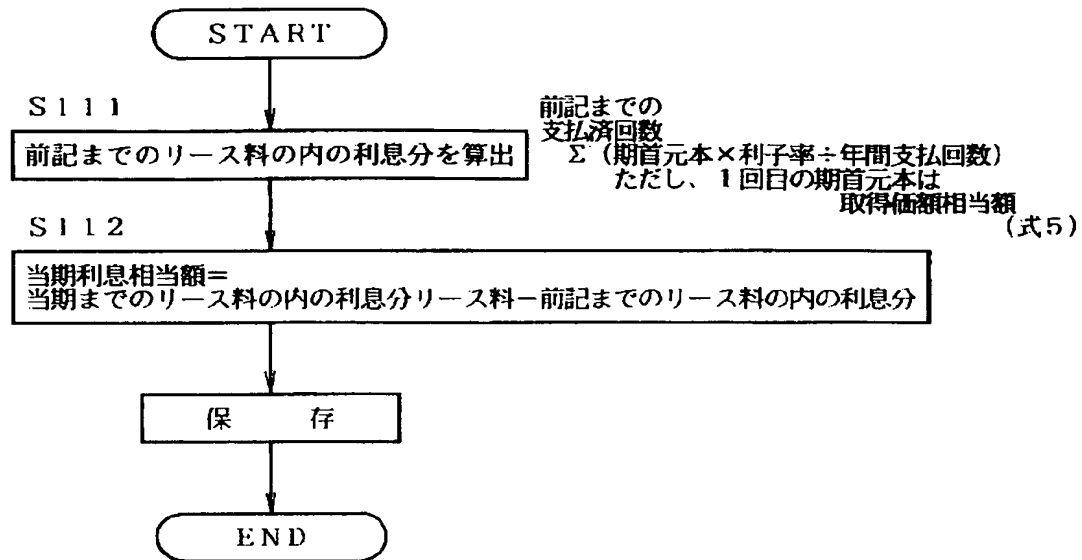 START
S111
前記までのリース料の内の利息分を算出
前記までの
支払済回数
Σ（期首元本×利子率÷年間支払回数）
ただし、1回目の期首元本は
取得価額相当額
（式5）
S112
当期利息相当額＝
当期までのリース料の内の利息分リース料－前記までのリース料の内の利息分
保　　存
END